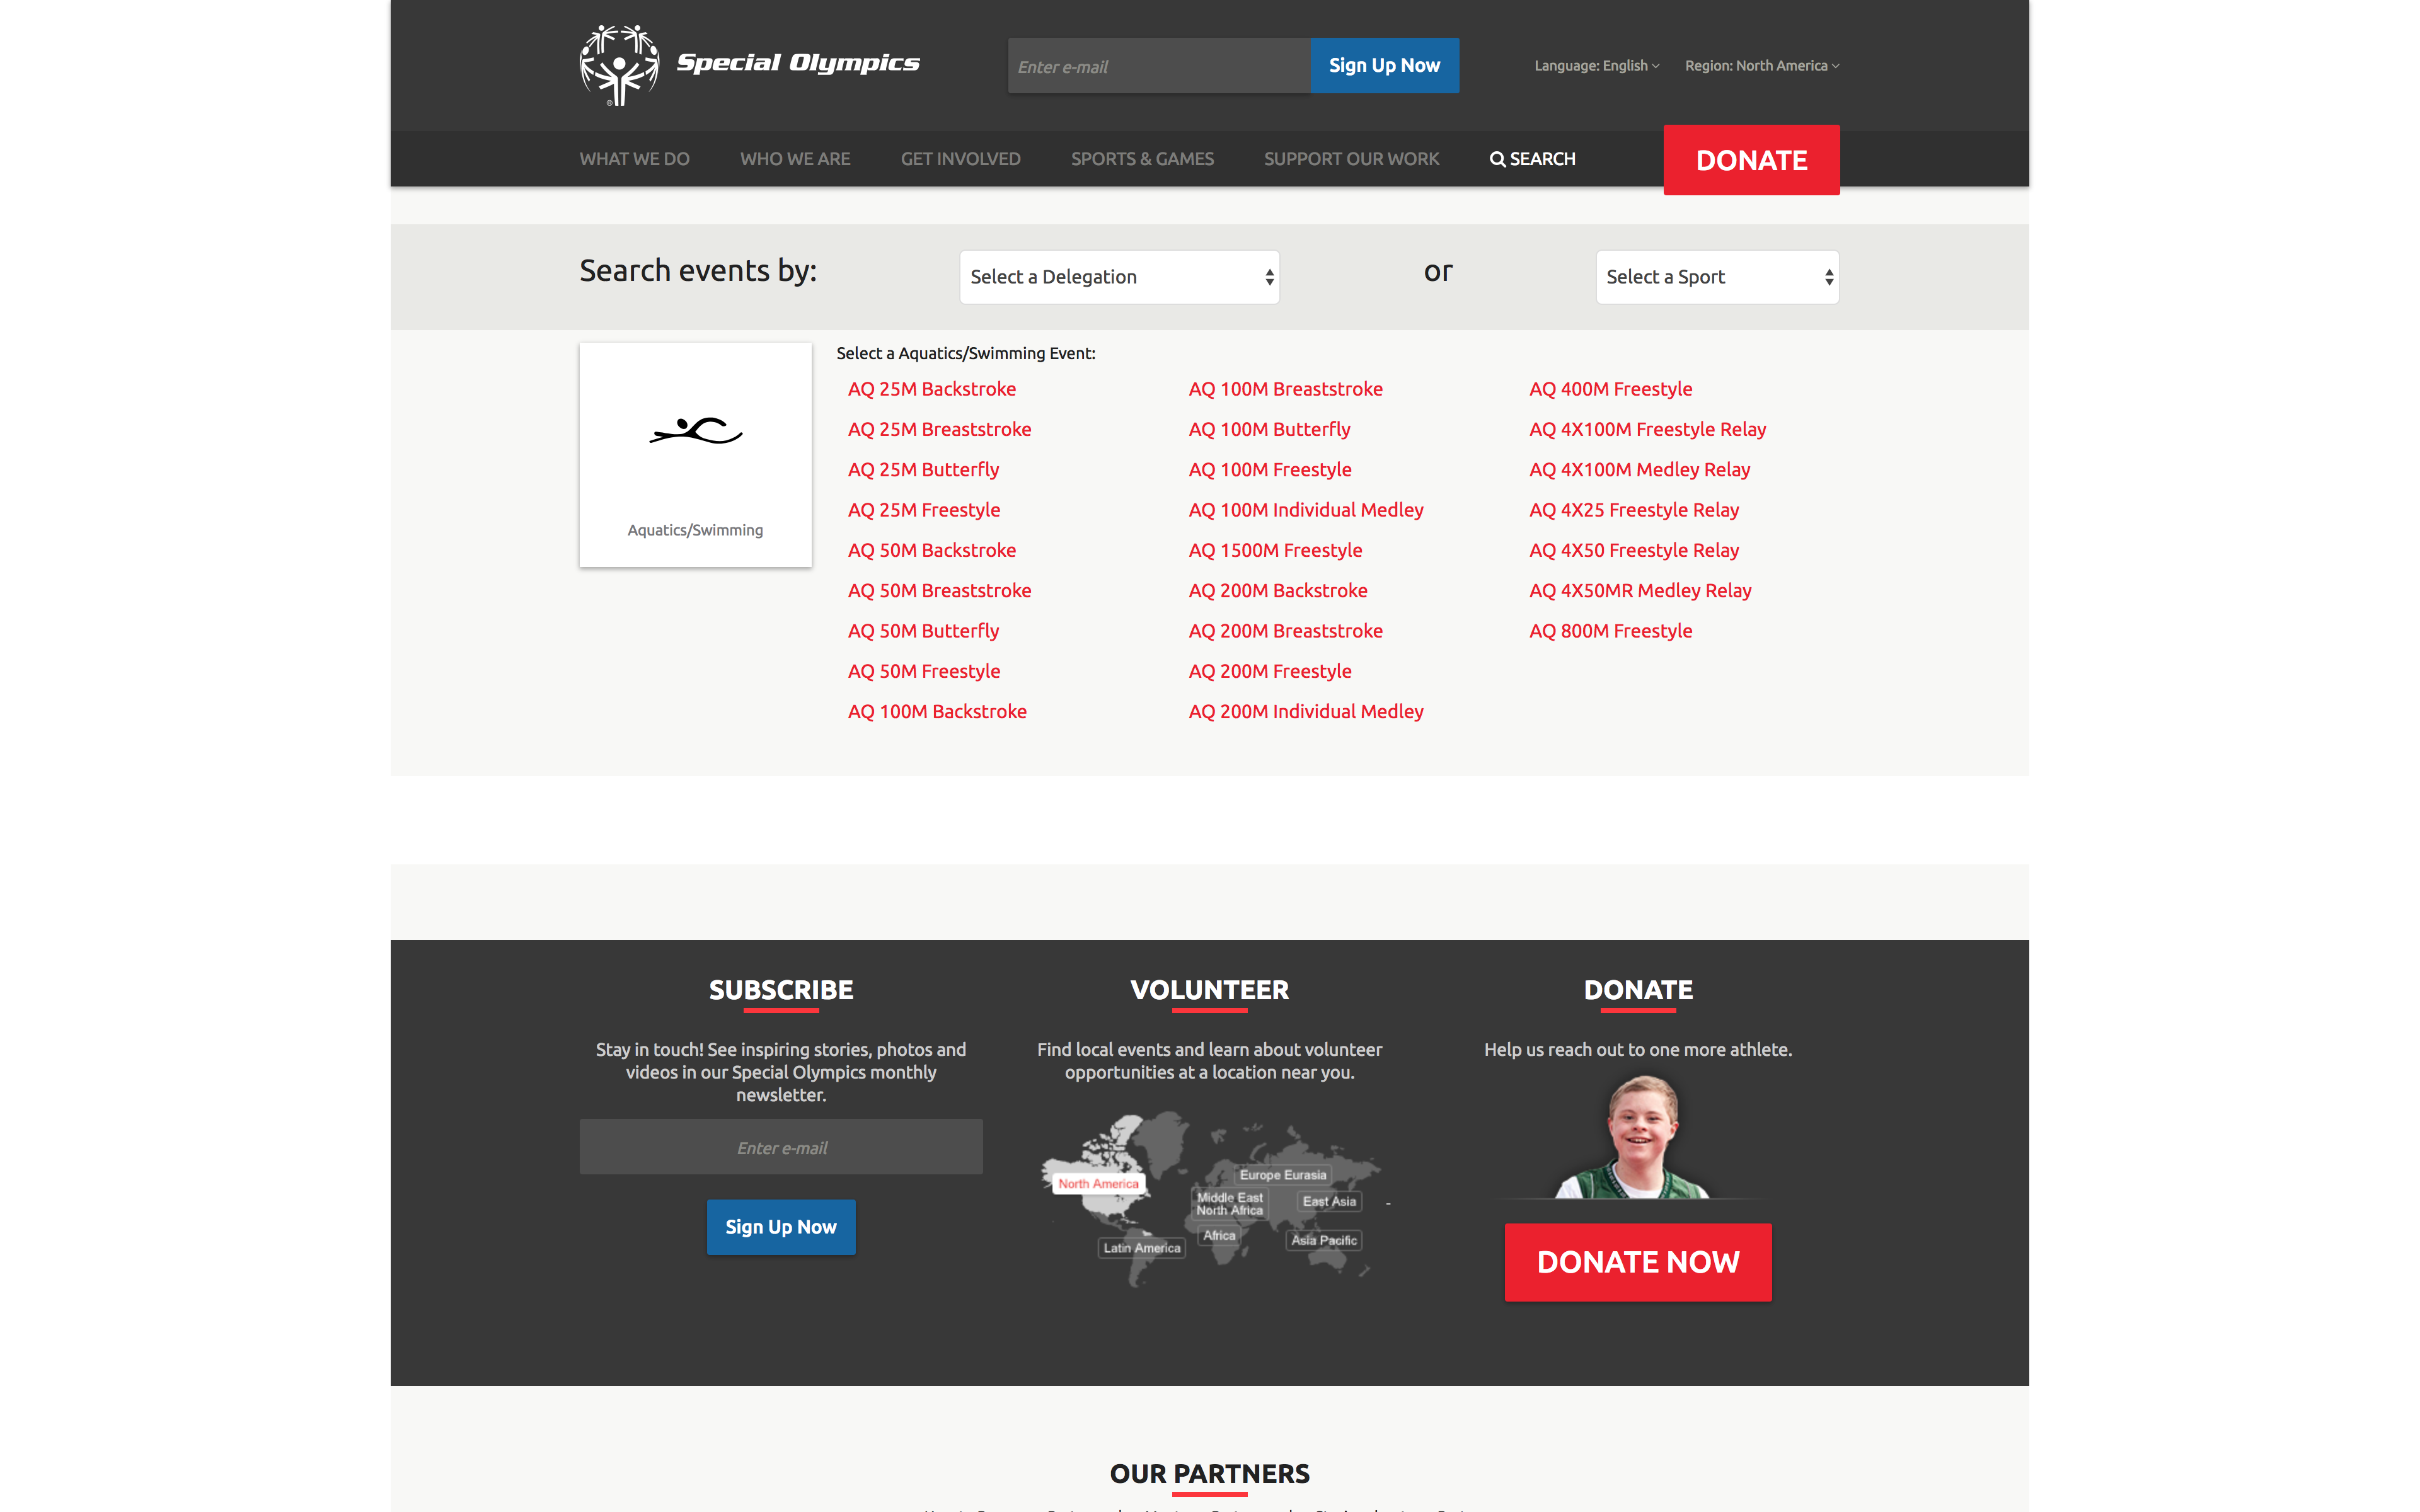 Special Olympics
®
Enter e-mail
Sign Up Now
Language: English
Region: North America
WHAT WE DO
WHO WE ARE
GET INVOLVED
SPORTS & GAMES
SUPPORT OUR WORK
SEARCH
DONATE
Search events by:
Select a Delegation
or
Select a Sport
Aquatics/Swimming
Select a Aquatics/Swimming Event:
AQ 25M Backstroke
AQ 25M Breaststroke
AQ 25M Butterfly
AQ 25M Freestyle
AQ 50M Backstroke
AQ 50M Breaststroke
AQ 50M Butterfly
AQ 50M Freestyle
AQ 100M Backstroke
AQ 100M Breaststroke
AQ 100M Butterfly
AQ 100M Freestyle
AQ 100M Individual Medley
AQ 1500M Freestyle
AQ 200M Backstroke
AQ 200M Breaststroke
AQ 200M Freestyle
AQ 200M Individual Medley
AQ 400M Freestyle
AQ 4X100M Freestyle Relay
AQ 4X100M Medley Relay
AQ 4X25 Freestyle Relay
AQ 4X50 Freestyle Relay
AQ 4X50MR Medley Relay
AQ 800M Freestyle
SUBSCRIBE
Stay in touch! See inspiring stories, photos and
videos in our Special Olympics monthly
newsletter.
Enter e-mail
Sign Up Now
VOLUNTEER
Find local events and learn about volunteer
opportunities at a location near you.
North America
Europe Eurasia
Middle East
North Africa
East Asia
Africa
Asia Pacific
Latin America
-
DONATE
Help us reach out to one more athlete.
DONATE NOW
OUR PARTNERS